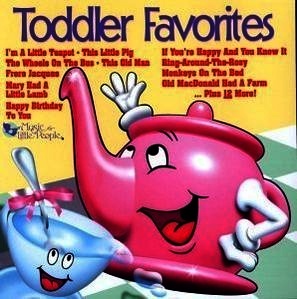 Toddler Favorites
I'm A Little Teapot • This Little Pig
The Wheels On The Bus • This Old Man
Frere Jacques
Mary Had A
Little Lamb
Happy Birthday
To You
Music for
Little People
If You're Happy And You Know It
Ring-Around-The-Rosy
Monkeys On The Bed
Old MacDonald Had A Farm
... Plus 12 More!